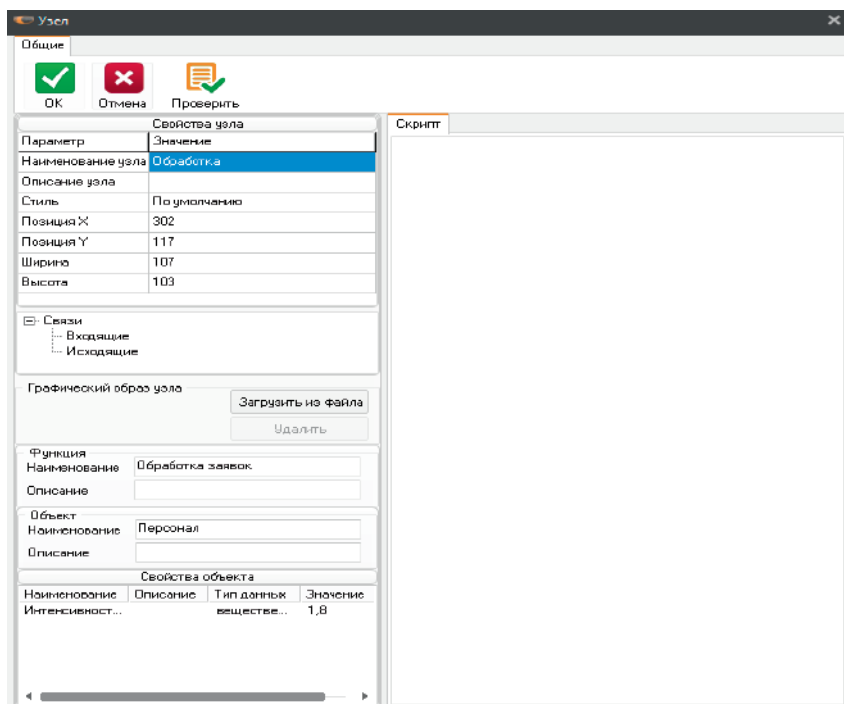 Узел
Общие
ОК Отмена Проверить
Свойства узла
Параметр Значение
Наименование узла Обработка
Описание узла
Стиль По умолчанию
Позиция X 302
Позиция Y 117
Ширина 107
Высота 103
Связи
Входящие
Исходящие
Графический образ узла
Загрузить из файла
Удалить
Функция
Наименование Обработка заявок
Описание
Объект
Наименование Персонал
Описание
Свойства объекта
Наименование Описание Тип данных Значение
Интенсивност... веществе... 1,8
Скрипт